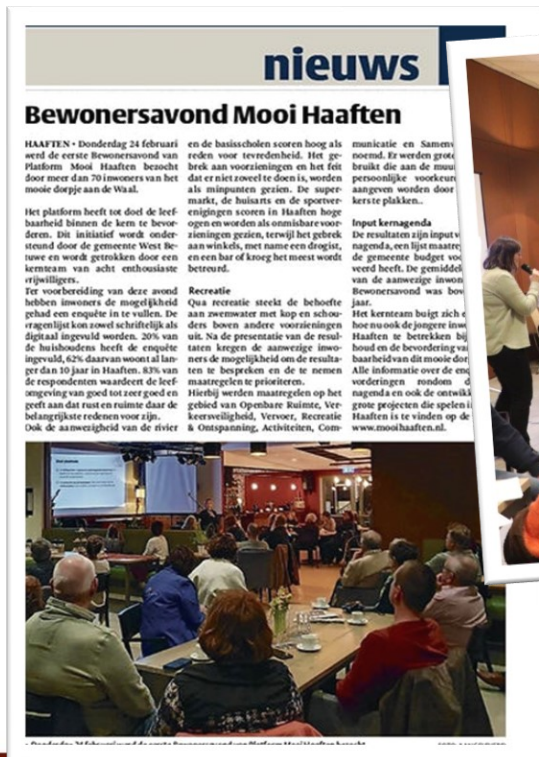 nieuws
Bewonersavond Mooi Haaften
HAAFTEN • Donderdag 24 februari
werd de eerste Bewonersavond van
Platform Mooi Haaften bezocht
door meer dan 70 inwoners van het
mooie dorpje aan de Waal.
Het platform heeft tot doel de leef-
baarheid binnen de kern te bevor-
deren. Dit initiatief wordt onder-
steund door de gemeente West Be-
tuwe en wordt getrokken door een
kernteam van acht enthousiaste
vrijwilligers.
Ter voorbereiding van deze avond
hebben inwoners de mogelijkheid
gehad een enquête in te vullen. De
vragenlijst kon zowel schriftelijk als
digitaal ingevuld worden. 20% van
de huishoudens heeft de enquête
ingevuld, 62% daarvan woont al lan-
ger dan 10 jaar in Haaften. 83% van
de respondenten waardeert de leef-
omgeving van goed tot zeer goed en
geeft aan dat rust en ruimte daar de
belangrijkste redenen voor zijn.
Ook de aanwezigheid van de rivier
en de basisscholen scoren hoog als
reden voor tevredenheid. Het ge-
brek aan voorzieningen en het feit
dat er niet zoveel te doen is, worden
als minpunten gezien. De super-
markt, de huisarts en de sportver-
enigingen scoren in Haaften hoge
ogen en worden als onmisbare voor-
zieningen gezien, terwijl het gebrek
aan winkels, met name een drogist,
en een bar of kroeg het meest wordt
betreurd.
Recreatie
Qua recreatie steekt de behoefte
aan zwemwater met kop en schou-
ders boven andere voorzieningen
uit. Na de presentatie van de resul-
taten kregen de aanwezige inwo-
ners de mogelijkheid om de resulta-
ten te bespreken en de te nemen
maatregelen te prioriteren.
Hierbij werden maatregelen op het
gebied van Openbare Ruimte, Ver-
keersveiligheid, Vervoer, Recreatie
& Ontspanning, Activiteiten, Com-
municatie en Samenw
noemd. Er werden grote
bruikt die aan de muu
persoonlijke voorkeur
aangeven worden door
kers te plakken..
Input kernagenda
De resultaten zijn input v
nagenda, een lijst maatre
de gemeente budget voo
veerd heeft. De gemiddel
van de aanwezige inwon
Bewonersavond was bov
jaar.
Het kernteam buigt zich
hoe nu ook de jongere inw
Haaften te betrekken bij
houd en de bevordering va
baarheid van dit mooie dor
Alle informatie over de en
vorderingen rondom d
nagenda en ook de ontwikk
grote projecten die spelen i
Haaften is te vinden op de
www.mooihaaften.nl.